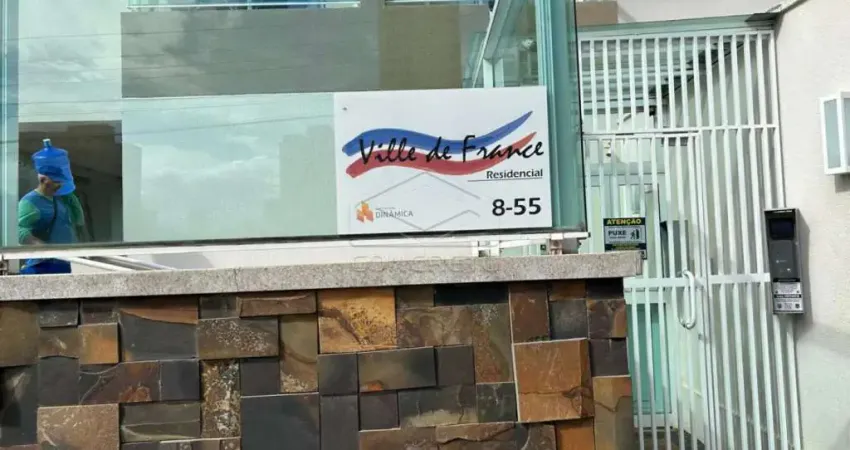 Ville de France
Residencial
DINÂMICA
8-55
ATENÇÃO
PUXE